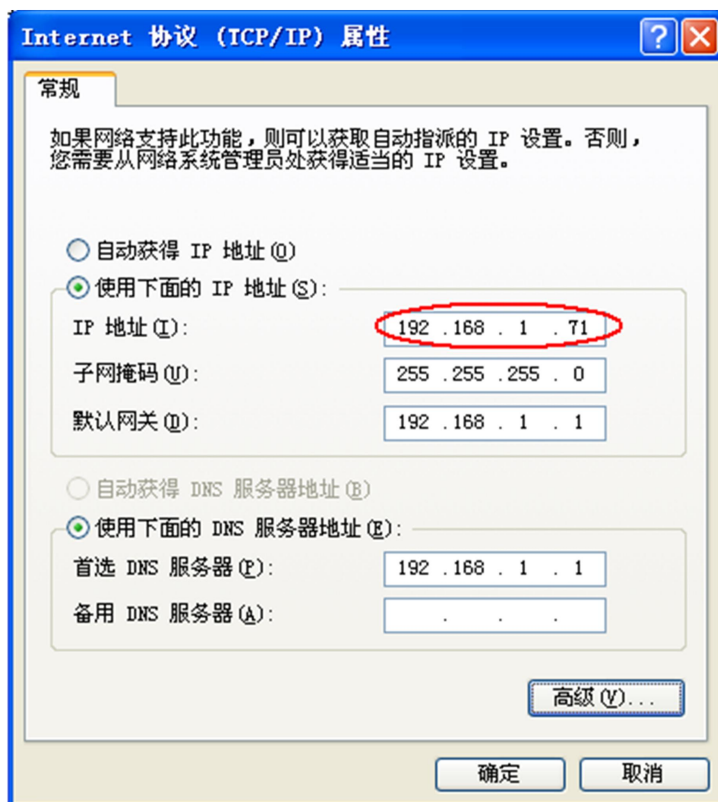 Internet 协议 (TCP/IP) 属性
常规
如果网络支持此功能，则可以获取自动指派的 IP 设置。否则，
您需要从网络系统管理员处获得适当的 IP 设置。
自动获得 IP 地址(O)
使用下面的 IP 地址(S):
IP 地址(I): 192 .168 . 1 . 71
子网掩码(U): 255 .255 .255 . 0
默认网关(D): 192 .168 . 1 . 1
自动获得 DNS 服务器地址(B)
使用下面的 DNS 服务器地址(E):
首选 DNS 服务器(P): 192 .168 . 1 . 1
备用 DNS 服务器(A): . . .
高级(V)...
确定 取消